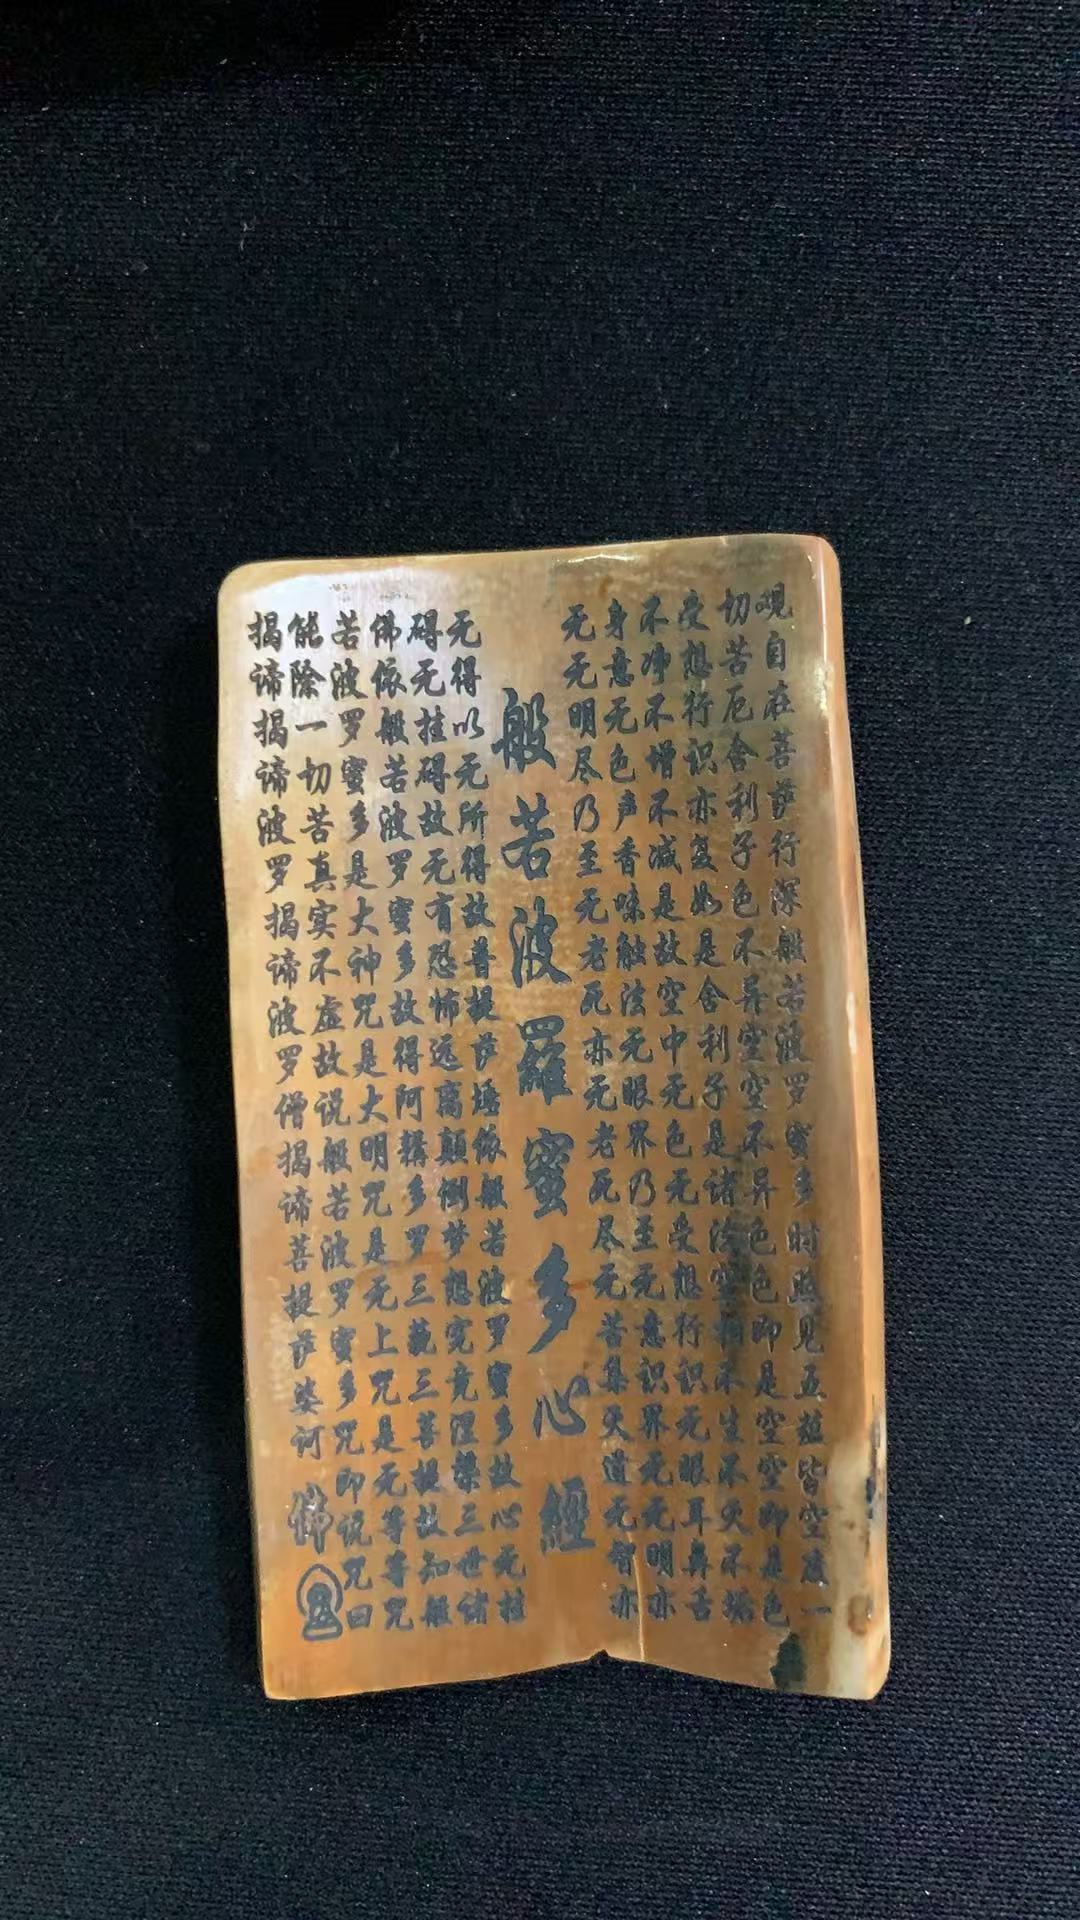 观自在菩萨行深般若波罗蜜多时照见五蕴皆空度一
切苦厄舍利子色不异空空不异色色即是空空即是色
受想行识亦复如是舍利子是诸法空相不生不灭不垢
不净不增不减是故空中无色无受想行识无眼耳鼻舌
身意无色声香味触法无眼界乃至无意识界无无明亦
无无明尽乃至无老死亦无老死尽无苦集灭道无智亦
般若波羅蜜多心經
无得以无所得故普提萨埵依般若波罗蜜多故心无挂
碍无挂碍故无有恐怖远离顛倒梦想究竟涅槃三世诸
佛依般若波罗蜜多故得阿耨多罗三藐三菩提故知般
若波罗蜜多是大神咒是大明咒是无上咒是无等等咒
能除一切苦真实不虚故说般若波罗蜜多咒即说咒曰
揭谛揭谛波罗揭谛波罗僧揭谛菩提萨婆诃
佛